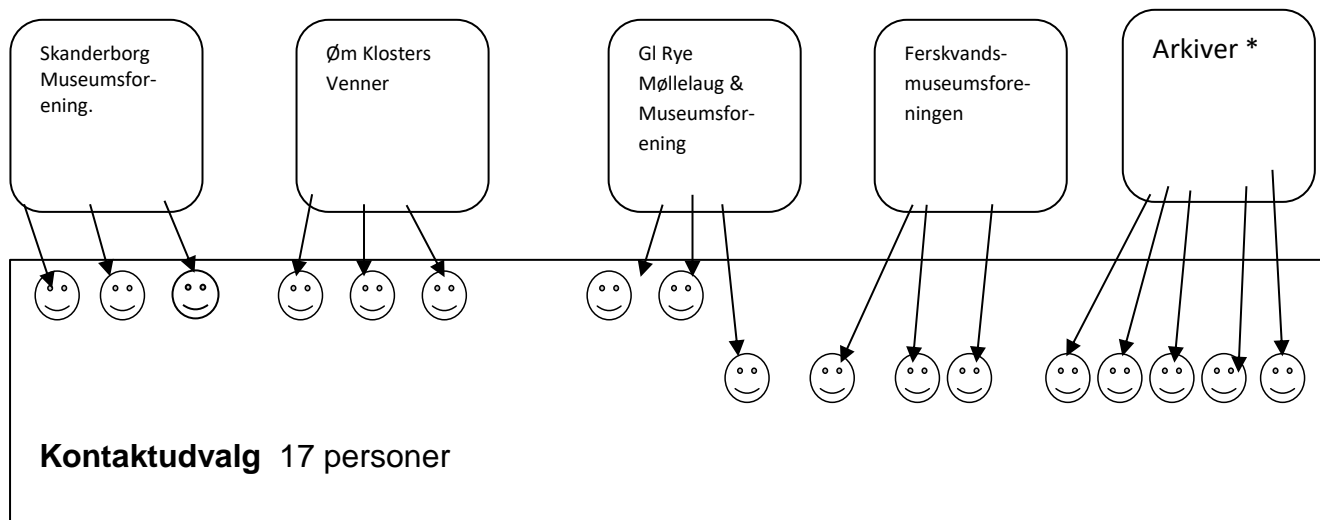 Skanderborg
Museumsfor-
ening.
Øm Klosters
Venner
Gl Rye
Møllelaug &
Museumsfor-
ening
Ferskvands-
museumsfore-
ningen
Arkiver *
Kontaktudvalg 17 personer